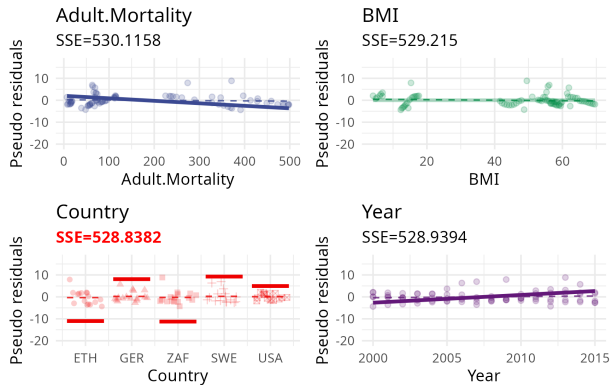 Adult.Mortality
SSE=530.1158
Pseudo residuals
10
0
-10
-20
0 100 200 300 400 500
Adult.Mortality
BMI
SSE=529.215
Pseudo residuals
10
0
-10
-20
20 40 60
BMI
Country
SSE=528.8382
Pseudo residuals
10
0
-10
-20
ETH GER ZAF SWE USA
Country
Year
SSE=528.9394
Pseudo residuals
10
0
-10
-20
2000 2005 2010 2015
Year